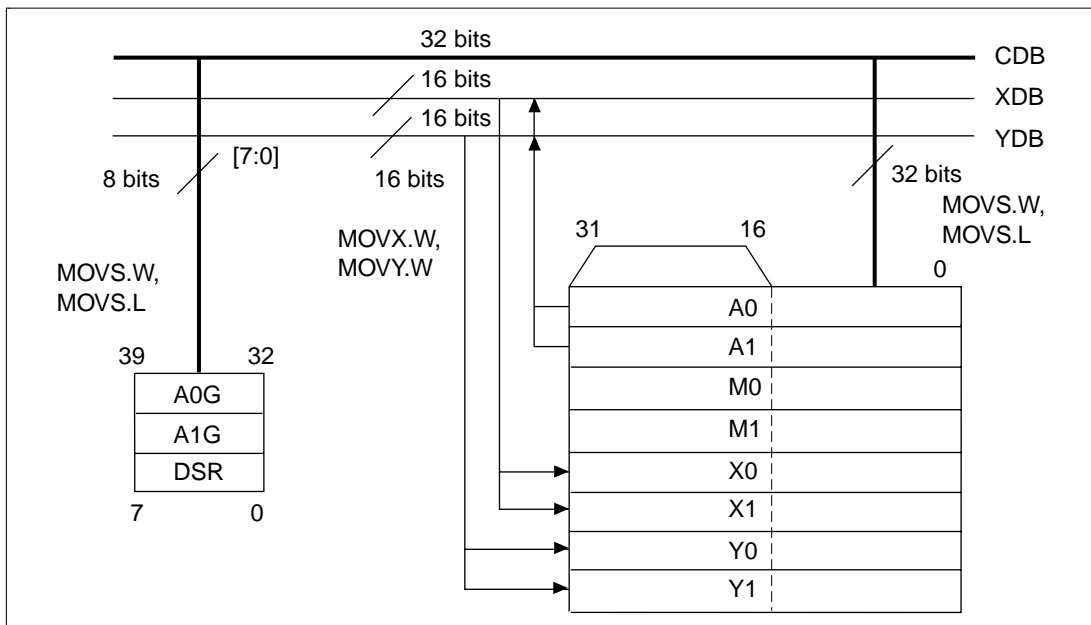 32 bits
CDB
16 bits
XDB
16 bits
YDB
[7:0]
8 bits
16 bits
32 bits
MOVS.W,
MOVS.L
MOVX.W,
MOVY.W
31 16
0
MOVS.W,
MOVS.L
39 32
A0G
A1G
DSR
7 0
A0
A1
M0
M1
X0
X1
Y0
Y1